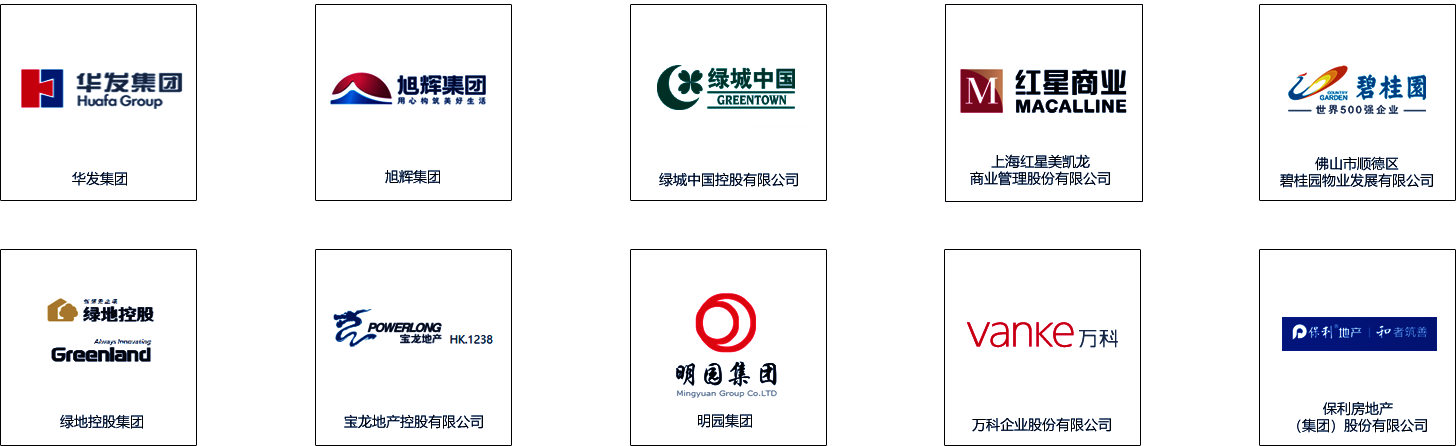 华发集团
Huafa Group
华发集团
旭辉集团
用心构筑美好生活
旭辉集团
绿城中国
GREENTOWN
绿城中国控股有限公司
M
红星商业
MACALLINE
上海红星美凯龙
商业管理股份有限公司
COUNTRY
GARDEN
碧桂园
世界500强企业
佛山市顺德区
碧桂园物业发展有限公司
绿地控股
Always Innovating
Greenland
绿地控股集团
POWERLONG
宝龙地产
HK.1238
宝龙地产控股有限公司
明园集团
Mingyuan Group Co.LTD
明园集团
vanke 万科
万科企业股份有限公司
保利®地产 | 和者筑善
保利房地产
(集团)股份有限公司